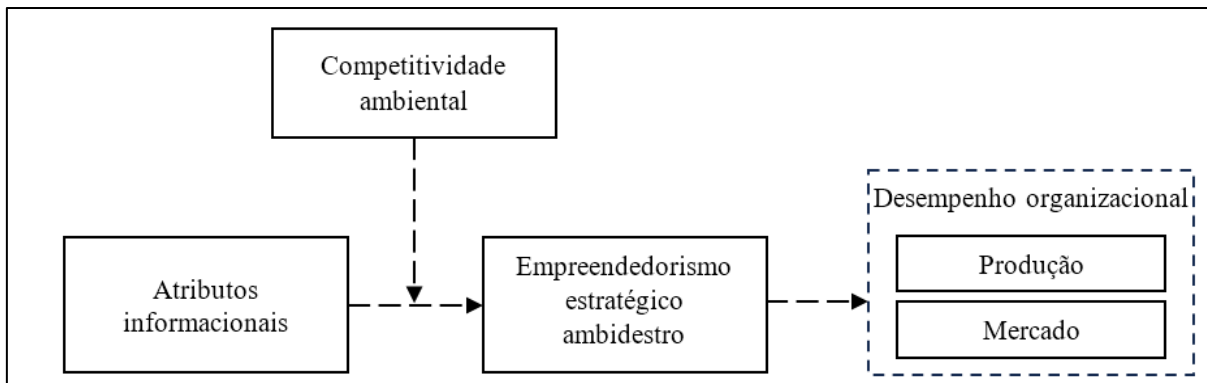 Competitividade
ambiental
Atributos
informacionais
Empreendedorismo
estratégico
ambidestro
Desempenho organizacional
Produção
Mercado